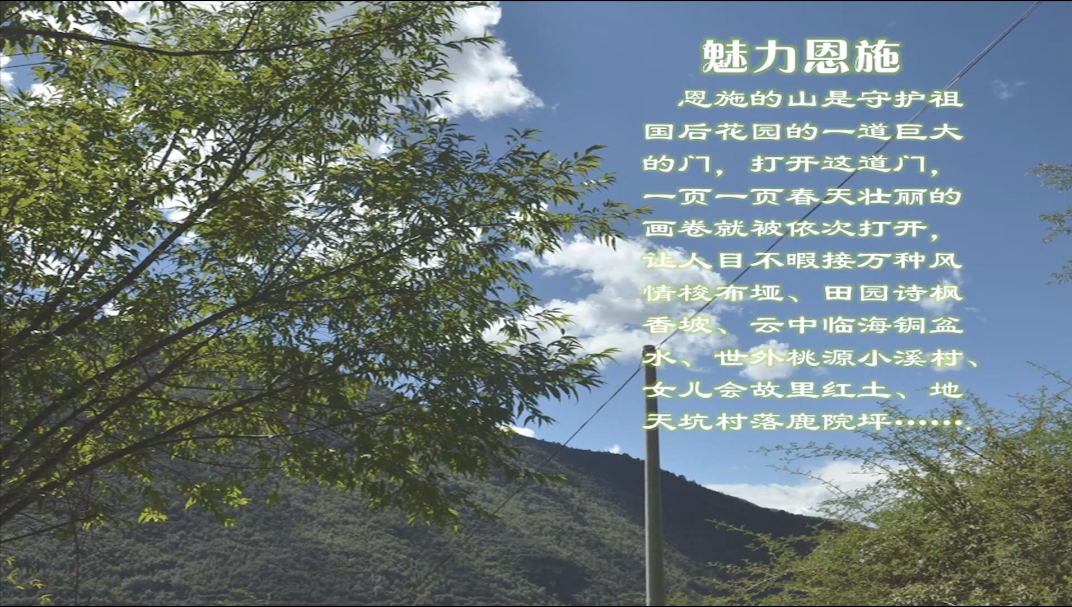 魅力恩施
恩施的山是守护祖
国后花园的一道巨大
的门，打开这道门，
一页一页春天壮丽的
画卷就被依次打开，
让人目不暇接万种风
情梭布垭、田园诗枫
香坡、云中临海铜盆
水、世外桃源小溪村、
女儿会故里红土、地
天坑村落鹿院坪…….